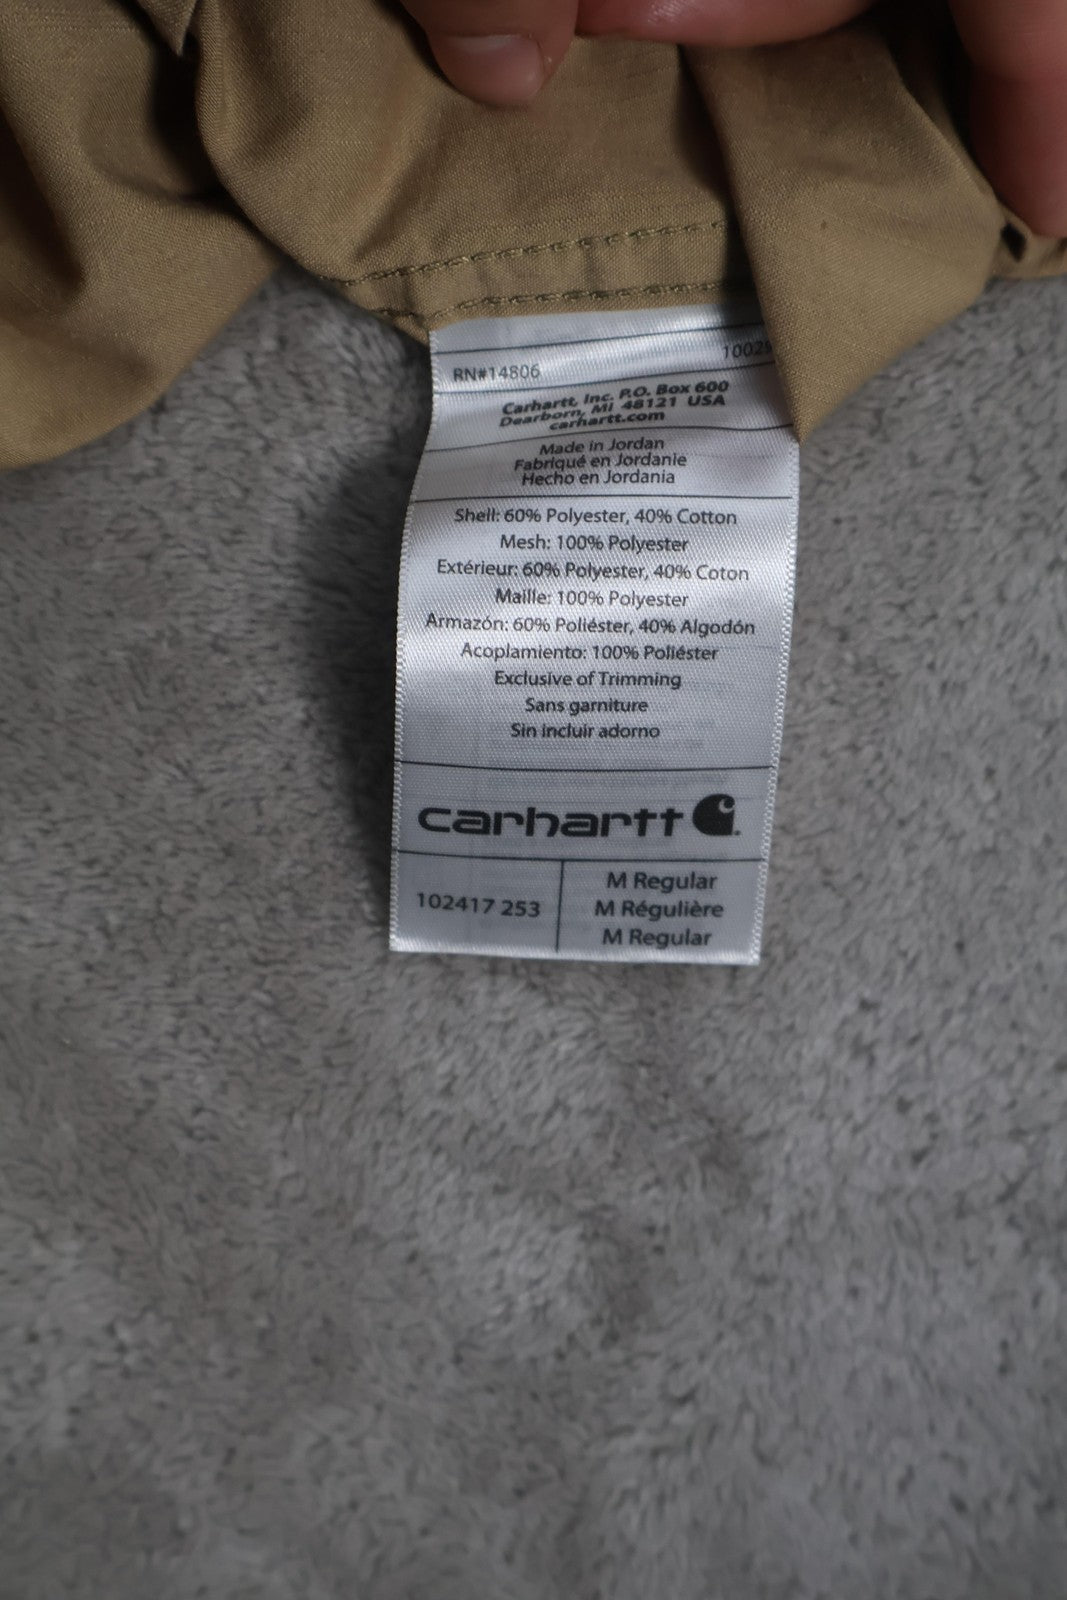 RN#14806
Carhartt, Inc. P.O. Box 600
Dearborn, MI 48121 USA
carhartt.com
Made in Jordan
Fabriqué en Jordanie
Hecho en Jordania
Shell: 60% Polyester, 40% Cotton
Mesh: 100% Polyester
Extérieur: 60% Polyester, 40% Coton
Maille: 100% Polyester
Armazón: 60% Poliéster, 40% Algodón
Acoplamiento: 100% Poliéster
Exclusive of Trimming
Sans garniture
Sin incluir adorno
carhartt
102417 253
M Regular
M Régulière
M Regular